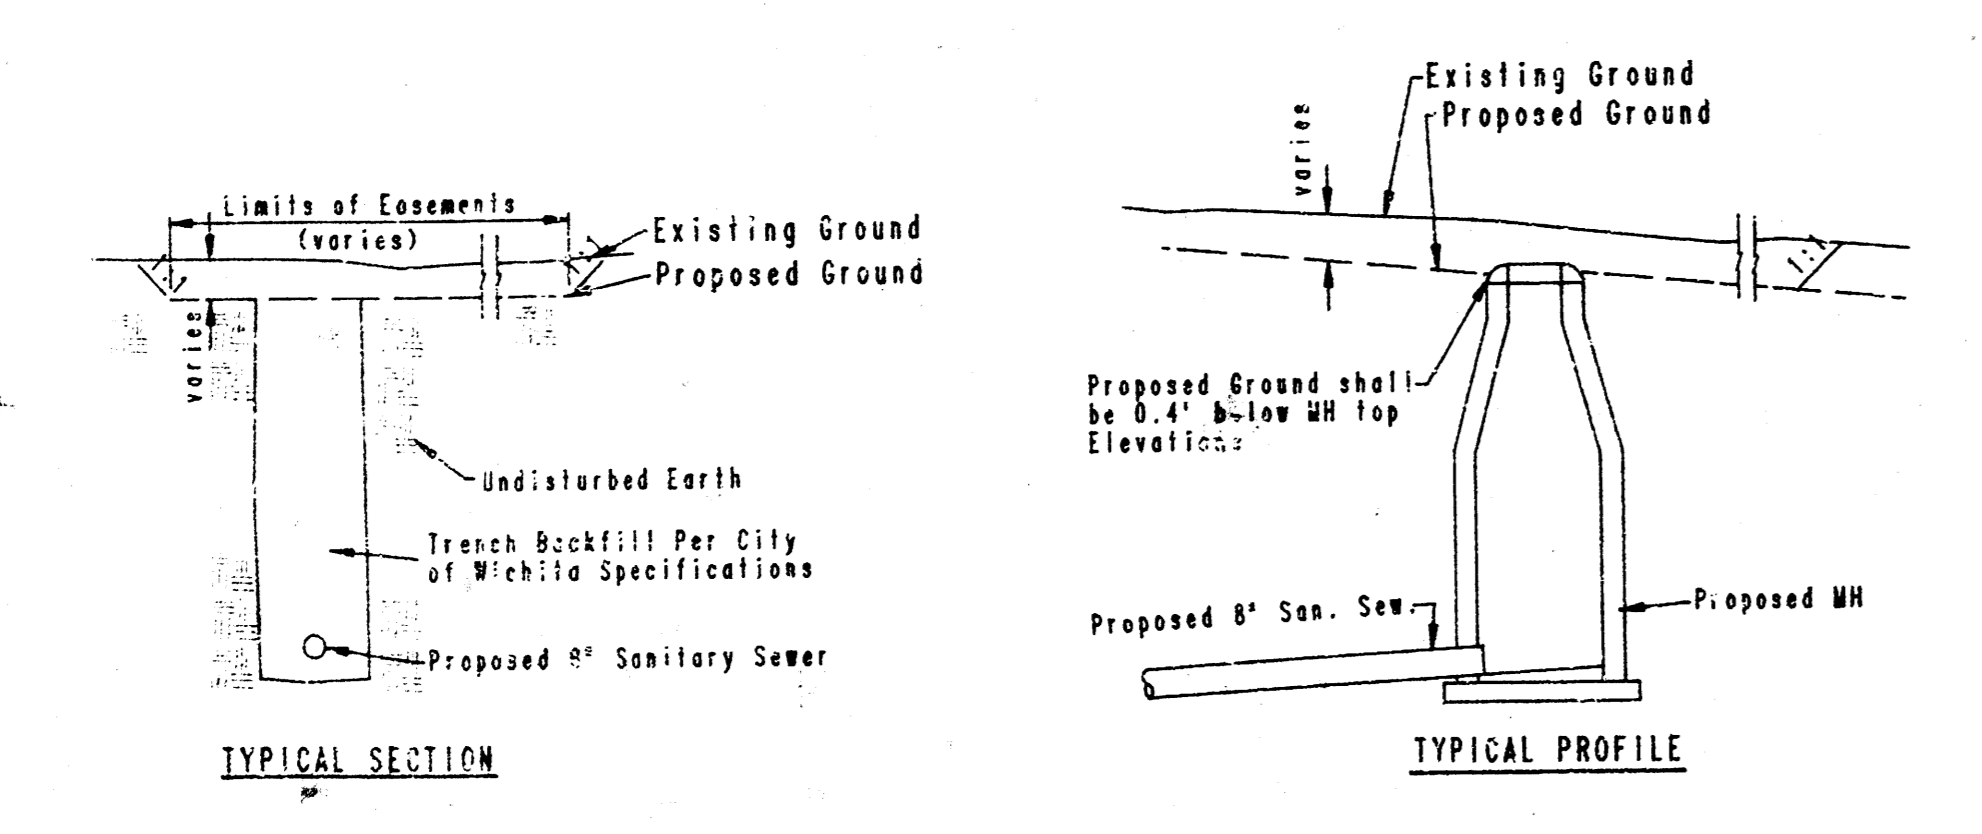 Limits of Easements
(varies)
Existing Ground
Proposed Ground
1:1
varies
Undisturbed Earth
Trench Backfill Per City
of Wichita Specifications
Proposed 8" Sanitary Sewer
TYPICAL SECTION
Existing Ground
Proposed Ground
varies
1:1
Proposed Ground shall
be 0.4' below MH top
Elevations
Proposed 8" San. Sew.
Proposed MH
TYPICAL PROFILE